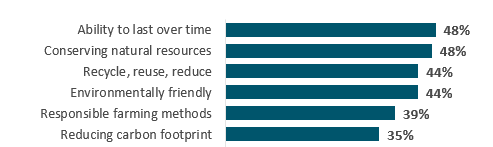 Ability to last over time 48%
Conserving natural resources 48%
Recycle, reuse, reduce 44%
Environmentally friendly 44%
Responsible farming methods 39%
Reducing carbon footprint 35%